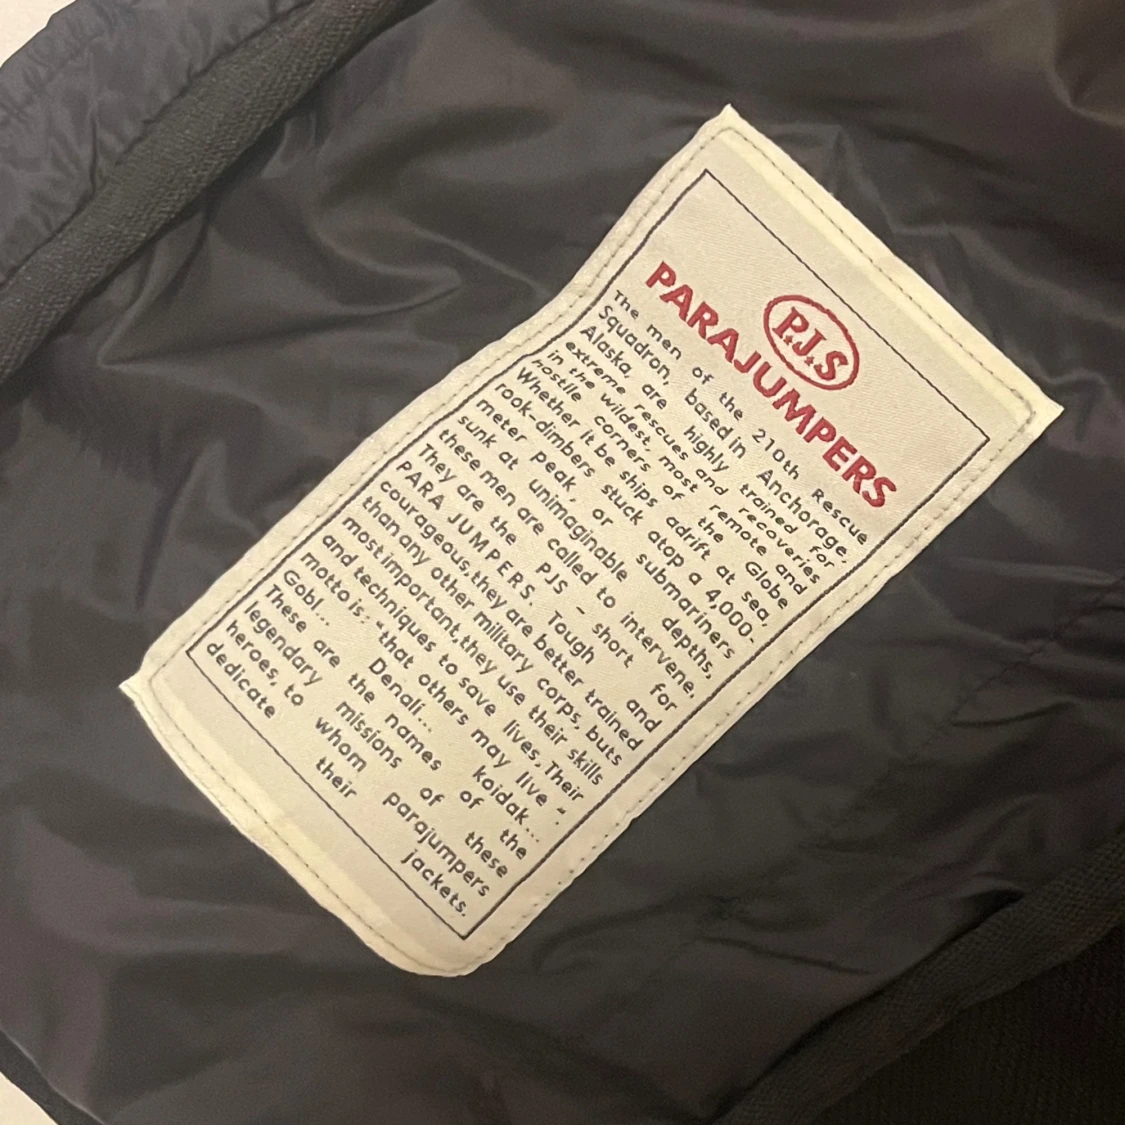 P.J.S
PARAJUMPERS
The men of the 210th Rescue
Squadron, based in Anchorage
Alaska, are highly trained for
extreme rescues and recoveries
in the wildest, most remote and
hostile corners of the Globe
Whether it be ships adrift at sea,
rook-dimbers stuck atop a 4,000-
meter peak, or submariners
sunk at unimaginable depths,
these men are called to intervene,
They are the PJS - short for
PARA JUMPERS. Tough and
courageous,they are better trained
than any other military corps, buts
most important,they use their skills
and techniques to save lives, Their
motto is: “that others may live “.
Gobl... Denali... koidak...
These are the names of the
legendary missions of these
heroes, to whom parajumpers
dedicate their jackets.